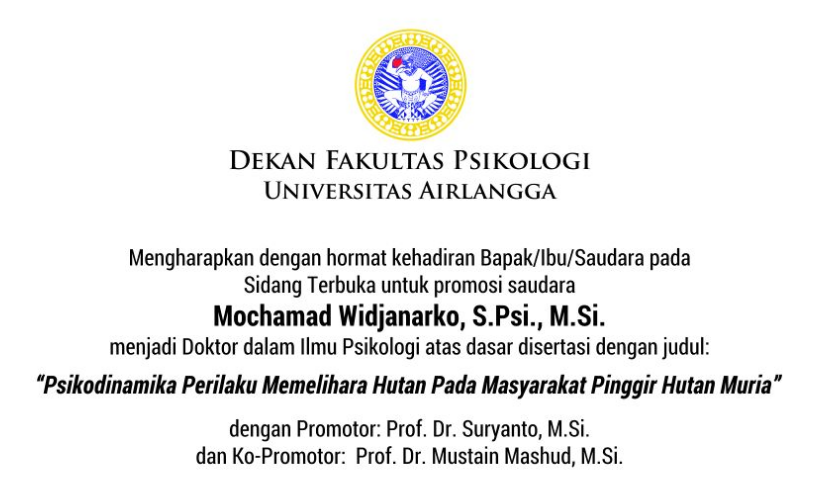 DEKAN FAKULTAS PSIKOLOGI
UNIVERSITAS AIRLANGGA
Mengharapkan dengan hormat kehadiran Bapak/Ibu/Saudara pada
Sidang Terbuka untuk promosi saudara
Mochamad Widjanarko, S.Psi., M.Si.
menjadi Doktor dalam Ilmu Psikologi atas dasar disertasi dengan judul:
“Psikodinamika Perilaku Memelihara Hutan Pada Masyarakat Pinggir Hutan Muria”
dengan Promotor: Prof. Dr. Suryanto, M.Si.
dan Ko-Promotor: Prof. Dr. Mustain Mashud, M.Si.